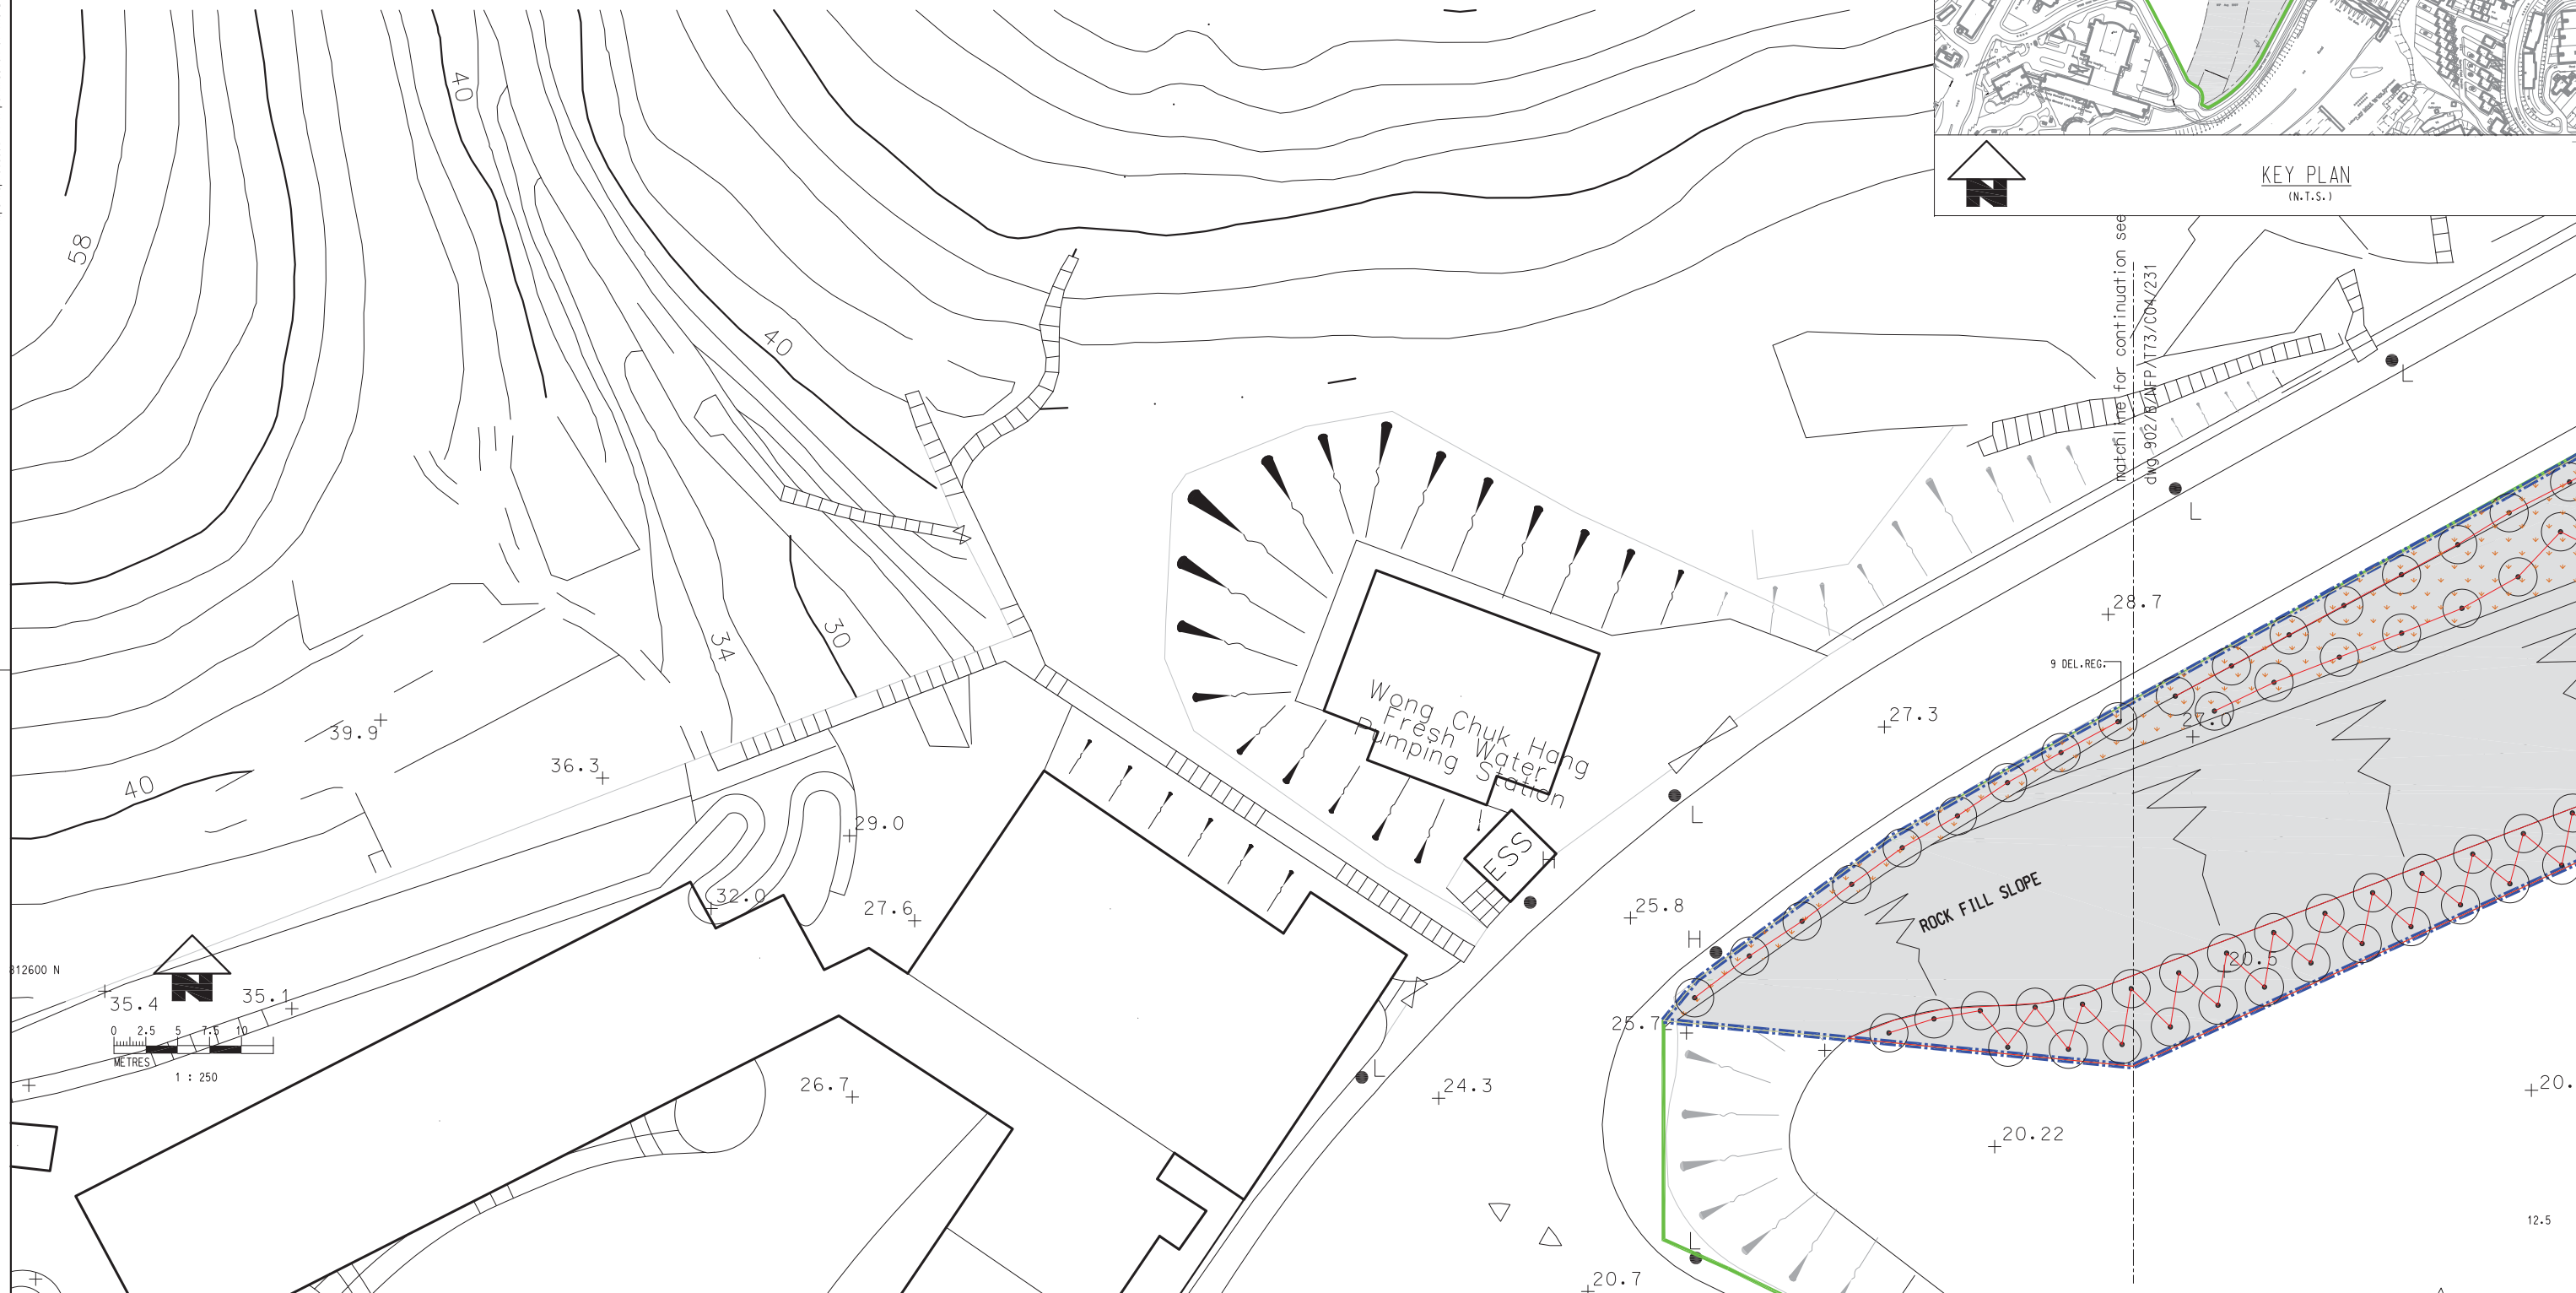 40
58
40
KEY PLAN
(N.T.S.)
N
matchline for continuation see
dwg 902/B/NFP/T73/C04/231
L
L
28.7
9 DEL.REG.
34
30
39.9
36.3
40
Wong Chuk Hang
Fresh Water
Pumping Station
27.3
27.0
L
29.0
32.0
27.6
ESS
H
25.8
H
ROCK FILL SLOPE
20.5
812600 N
N
35.4
35.1
0 2.5 5 7.5 10
METRES
1 : 250
26.7
L
24.3
25.7
20.22
20.
12.5
L
20.7